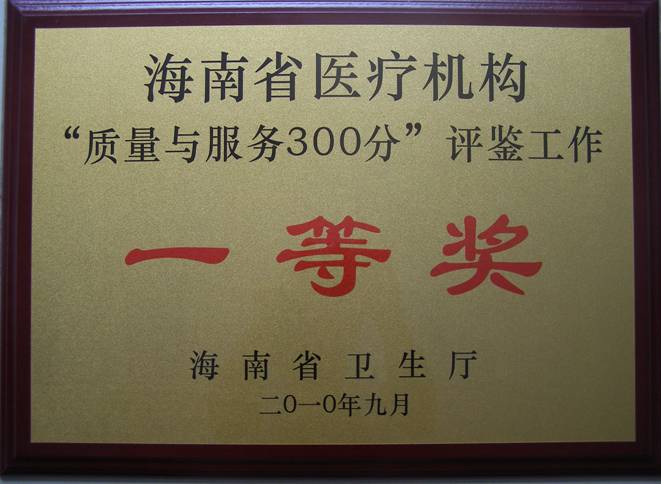 海南省医疗机构
“质量与服务300分”评鉴工作
一等奖
海南省卫生厅
二〇一〇年九月